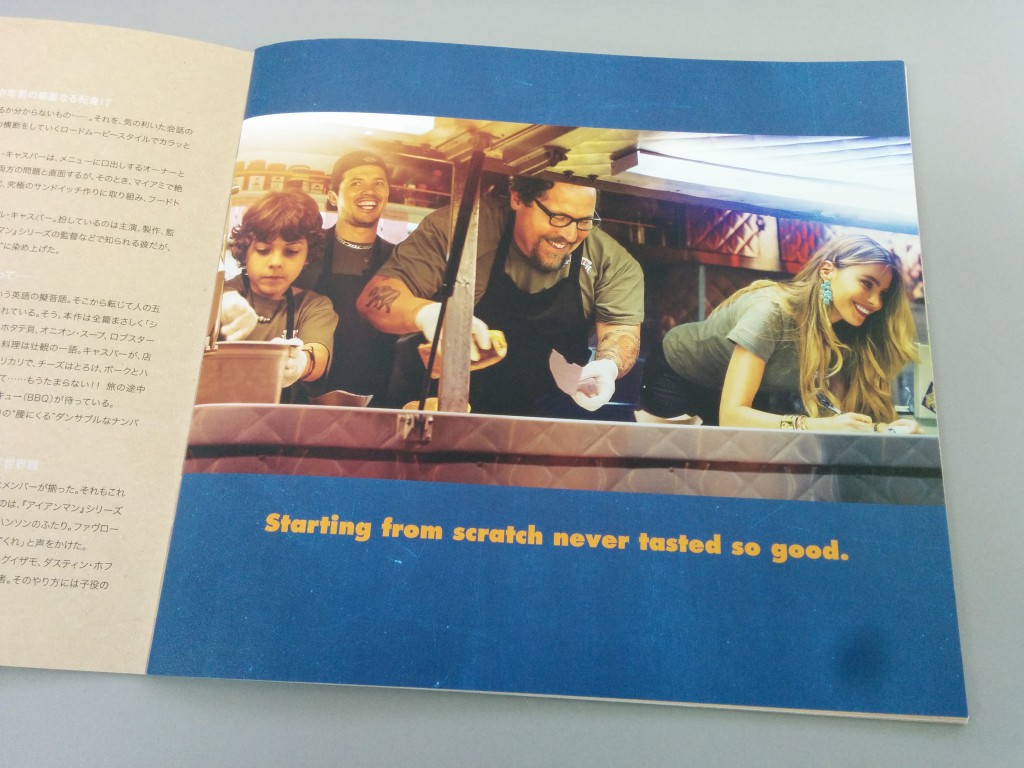 るか分からないもの……。それを、気の利いた会話の
横断をしていくロードムービースタイルでカラッと
・キャスパーは、メニューに口出しするオーナーと
両方の問題と直面するが、そのとき、マイアミで絶
、究極のサンドイッチ作りに取り組み、フードト
ル・キャスパー。扮しているのは主演、製作、監
マン』シリーズの監督などで知られる彼だが、
に染め上げた。
って……
いう英語の擬音語。そこから転じて人の五
れている。そう、本作は全篇まさしく「シ
ホタテ貝、オニオン・スープ、ロブスター
料理は壮観の一語。キャスパーが、店
リカリで、チーズはとろけ、ポークとハ
て……もうたまらない！！ 旅の途中
キュー（BBQ）が待っている。
の"腰にくる"ダンサブルなナンバ
世界観
なメンバーが揃った。それもこれ
のは、『アイアンマン』シリーズ
ハンソンのふたり。ファヴロー
てくれ」と声をかけた。
・グイザモ、ダスティン・ホフ
者。そのやり方には子役の
Starting from scratch never tasted so good.